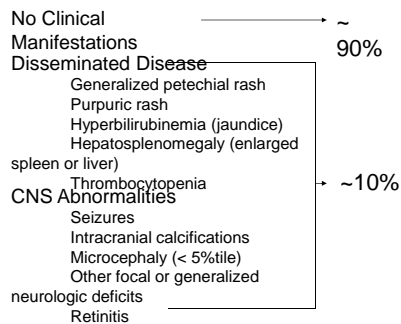 No Clinical
Manifestations
~
90%
Disseminated Disease
Generalized petechial rash
Purpuric rash
Hyperbilirubinemia (jaundice)
Hepatosplenomegaly (enlarged
spleen or liver)
Thrombocytopenia
~10%
CNS Abnormalities
Seizures
Intracranial calcifications
Microcephaly (< 5%tile)
Other focal or generalized
neurologic deficits
Retinitis